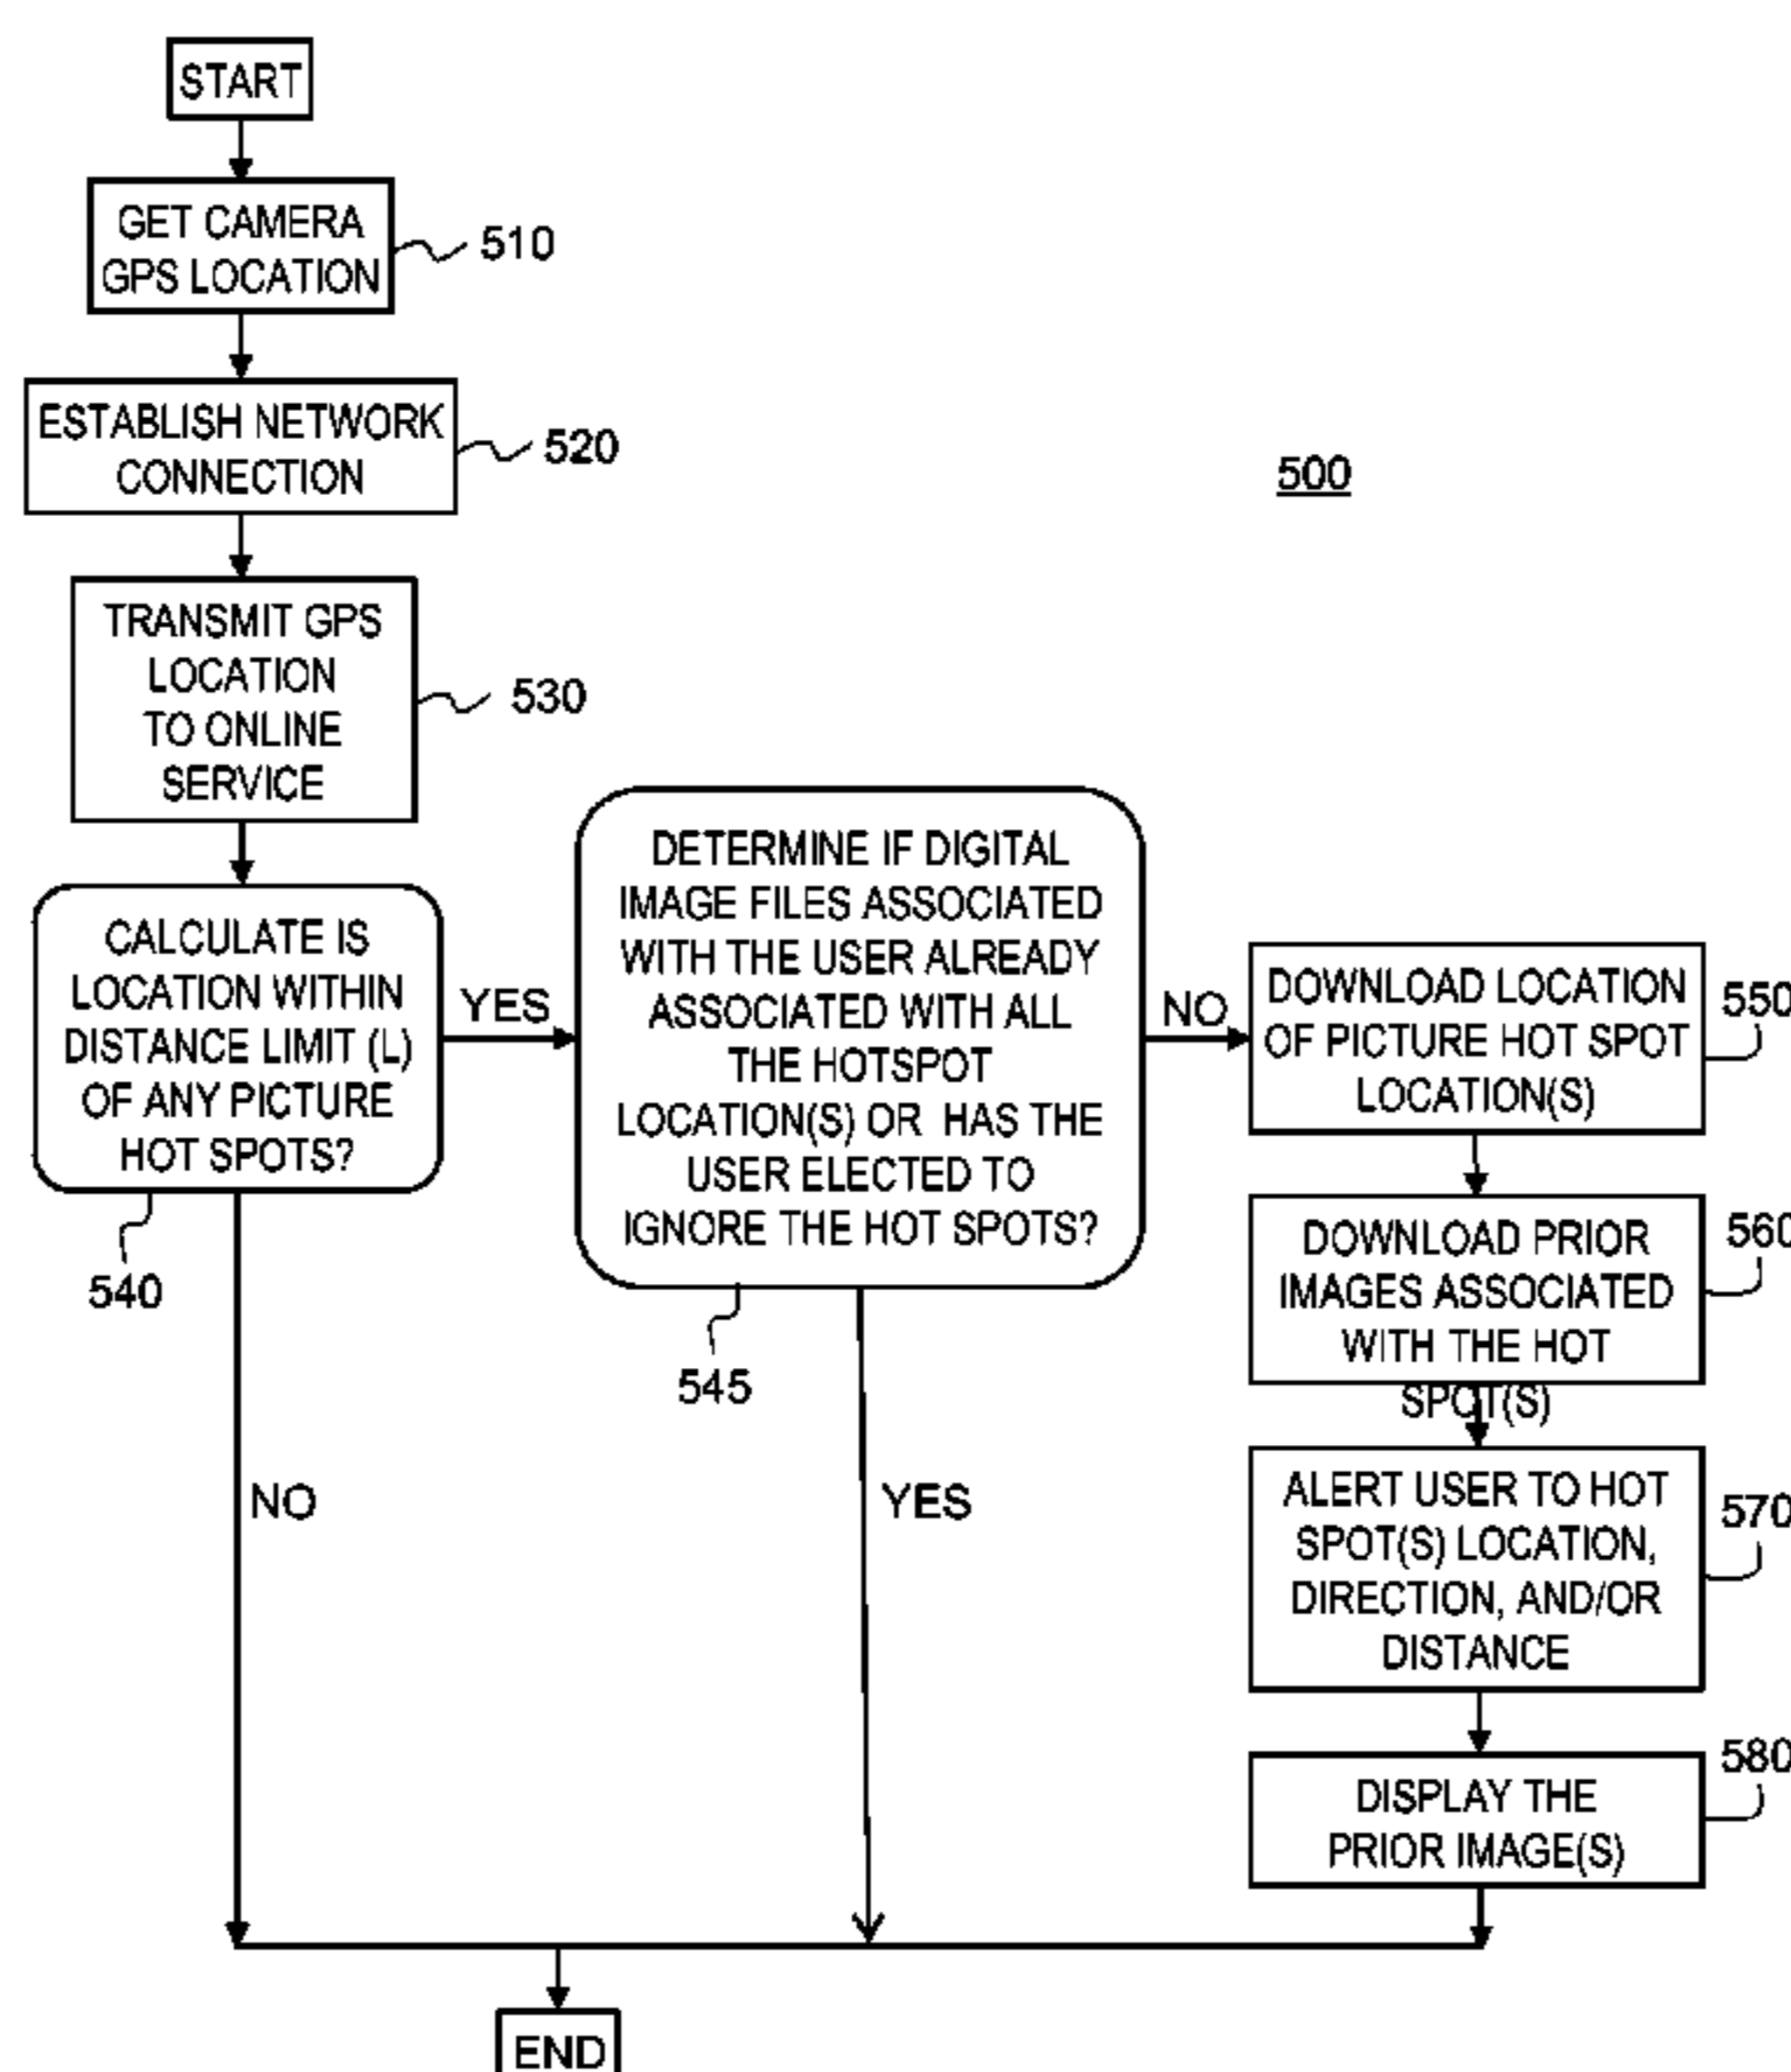 START
GET CAMERA
GPS LOCATION
510
ESTABLISH NETWORK
CONNECTION
520
500
TRANSMIT GPS
LOCATION
TO ONLINE
SERVICE
530
CALCULATE IS
LOCATION WITHIN
DISTANCE LIMIT (L)
OF ANY PICTURE
HOT SPOTS?
540
YES
NO
DETERMINE IF DIGITAL
IMAGE FILES ASSOCIATED
WITH THE USER ALREADY
ASSOCIATED WITH ALL
THE HOTSPOT
LOCATION(S) OR HAS THE
USER ELECTED TO
IGNORE THE HOT SPOTS?
545
NO
YES
DOWNLOAD LOCATION
OF PICTURE HOT SPOT
LOCATION(S)
550
DOWNLOAD PRIOR
IMAGES ASSOCIATED
WITH THE HOT
SPOT(S)
560
ALERT USER TO HOT
SPOT(S) LOCATION,
DIRECTION, AND/OR
DISTANCE
570
DISPLAY THE
PRIOR IMAGE(S)
580
END